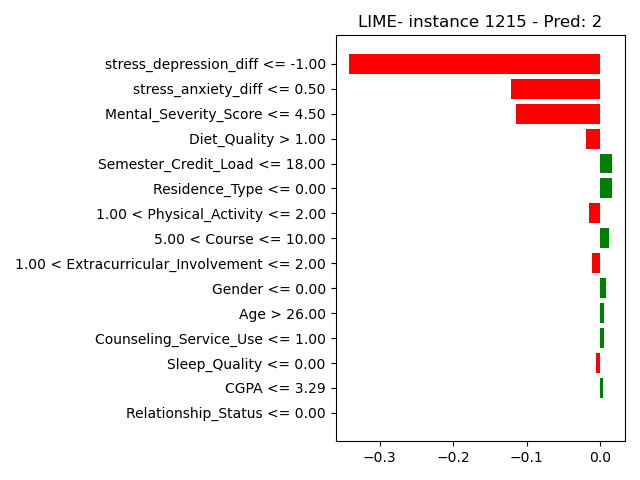 LIME- instance 1215 - Pred: 2
stress_depression_diff <= -1.00
stress_anxiety_diff <= 0.50
Mental_Severity_Score <= 4.50
Diet_Quality > 1.00
Semester_Credit_Load <= 18.00
Residence_Type <= 0.00
1.00 < Physical_Activity <= 2.00
5.00 < Course <= 10.00
1.00 < Extracurricular_Involvement <= 2.00
Gender <= 0.00
Age > 26.00
Counseling_Service_Use <= 1.00
Sleep_Quality <= 0.00
CGPA <= 3.29
Relationship_Status <= 0.00
−0.3 −0.2 −0.1 0.0